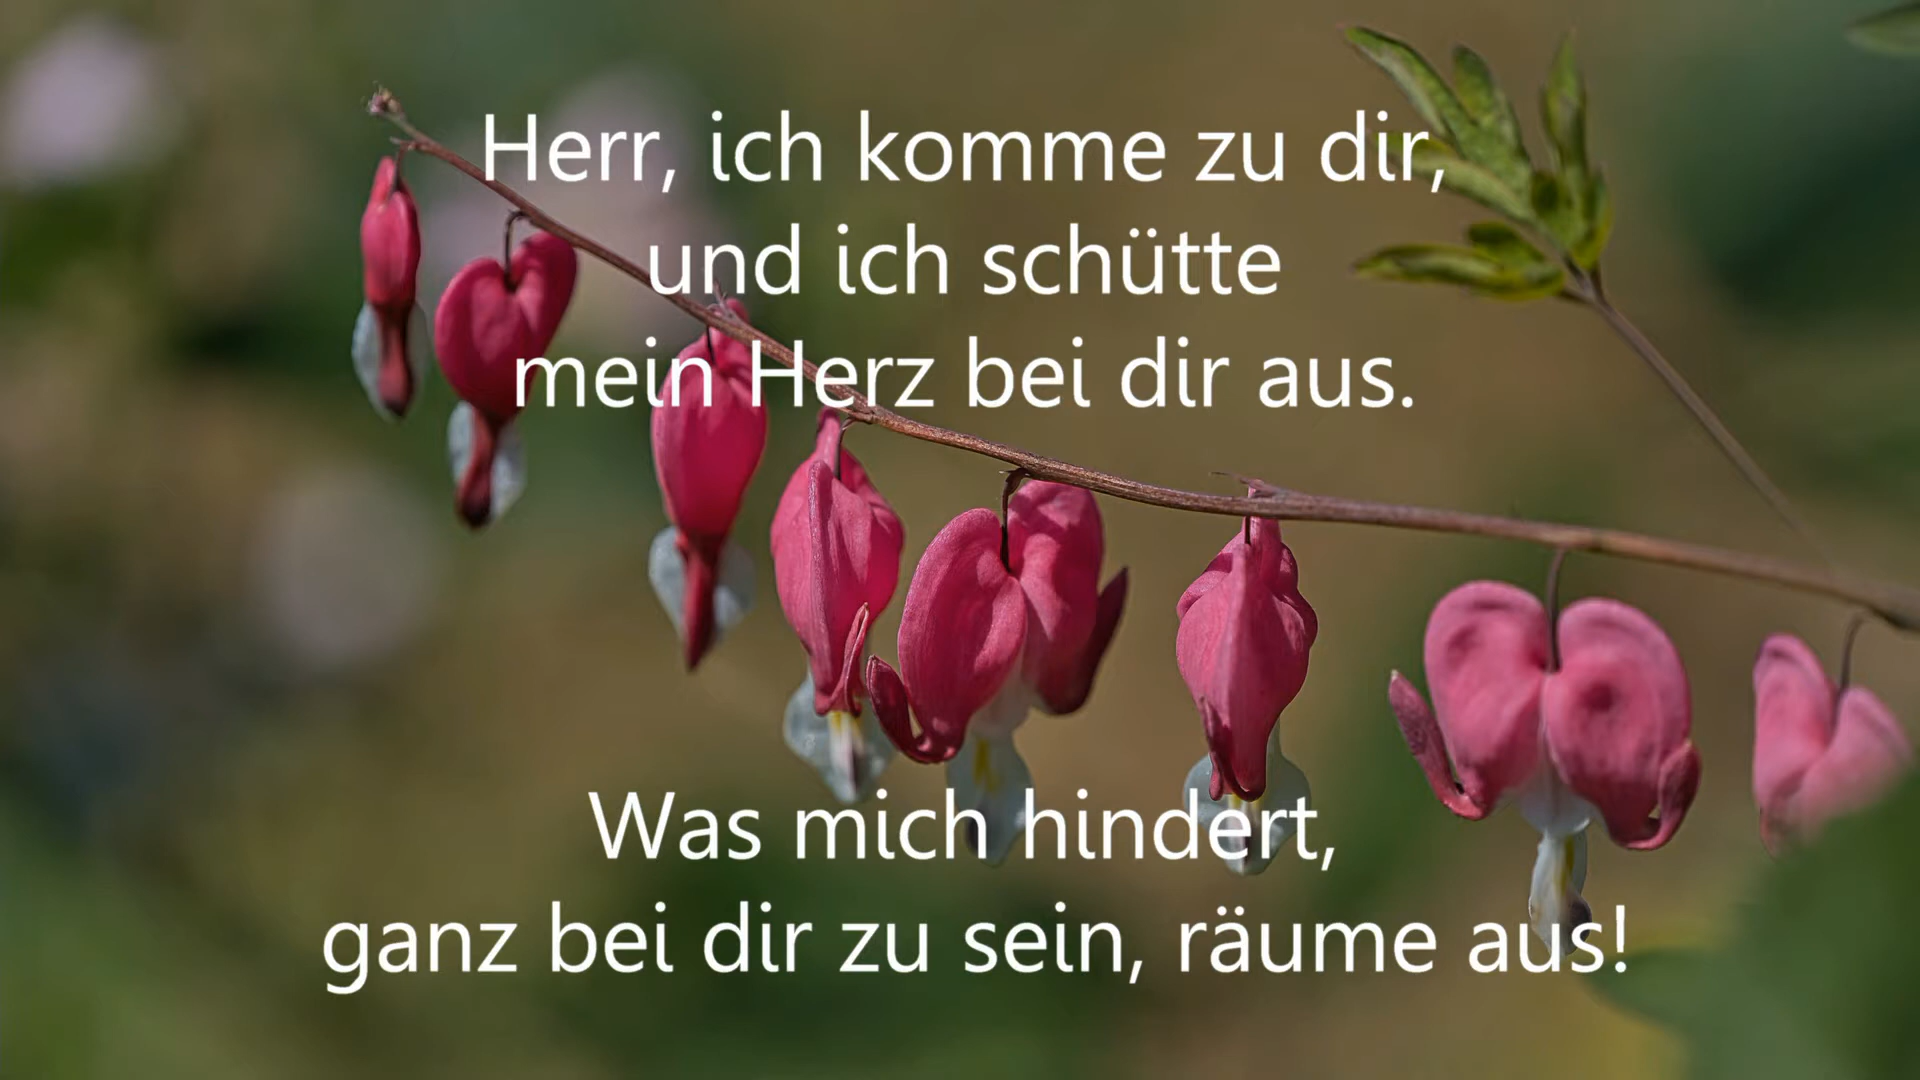 Herr, ich komme zu dir,
und ich schütte
mein Herz bei dir aus.
Was mich hindert,
ganz bei dir zu sein, räume aus!